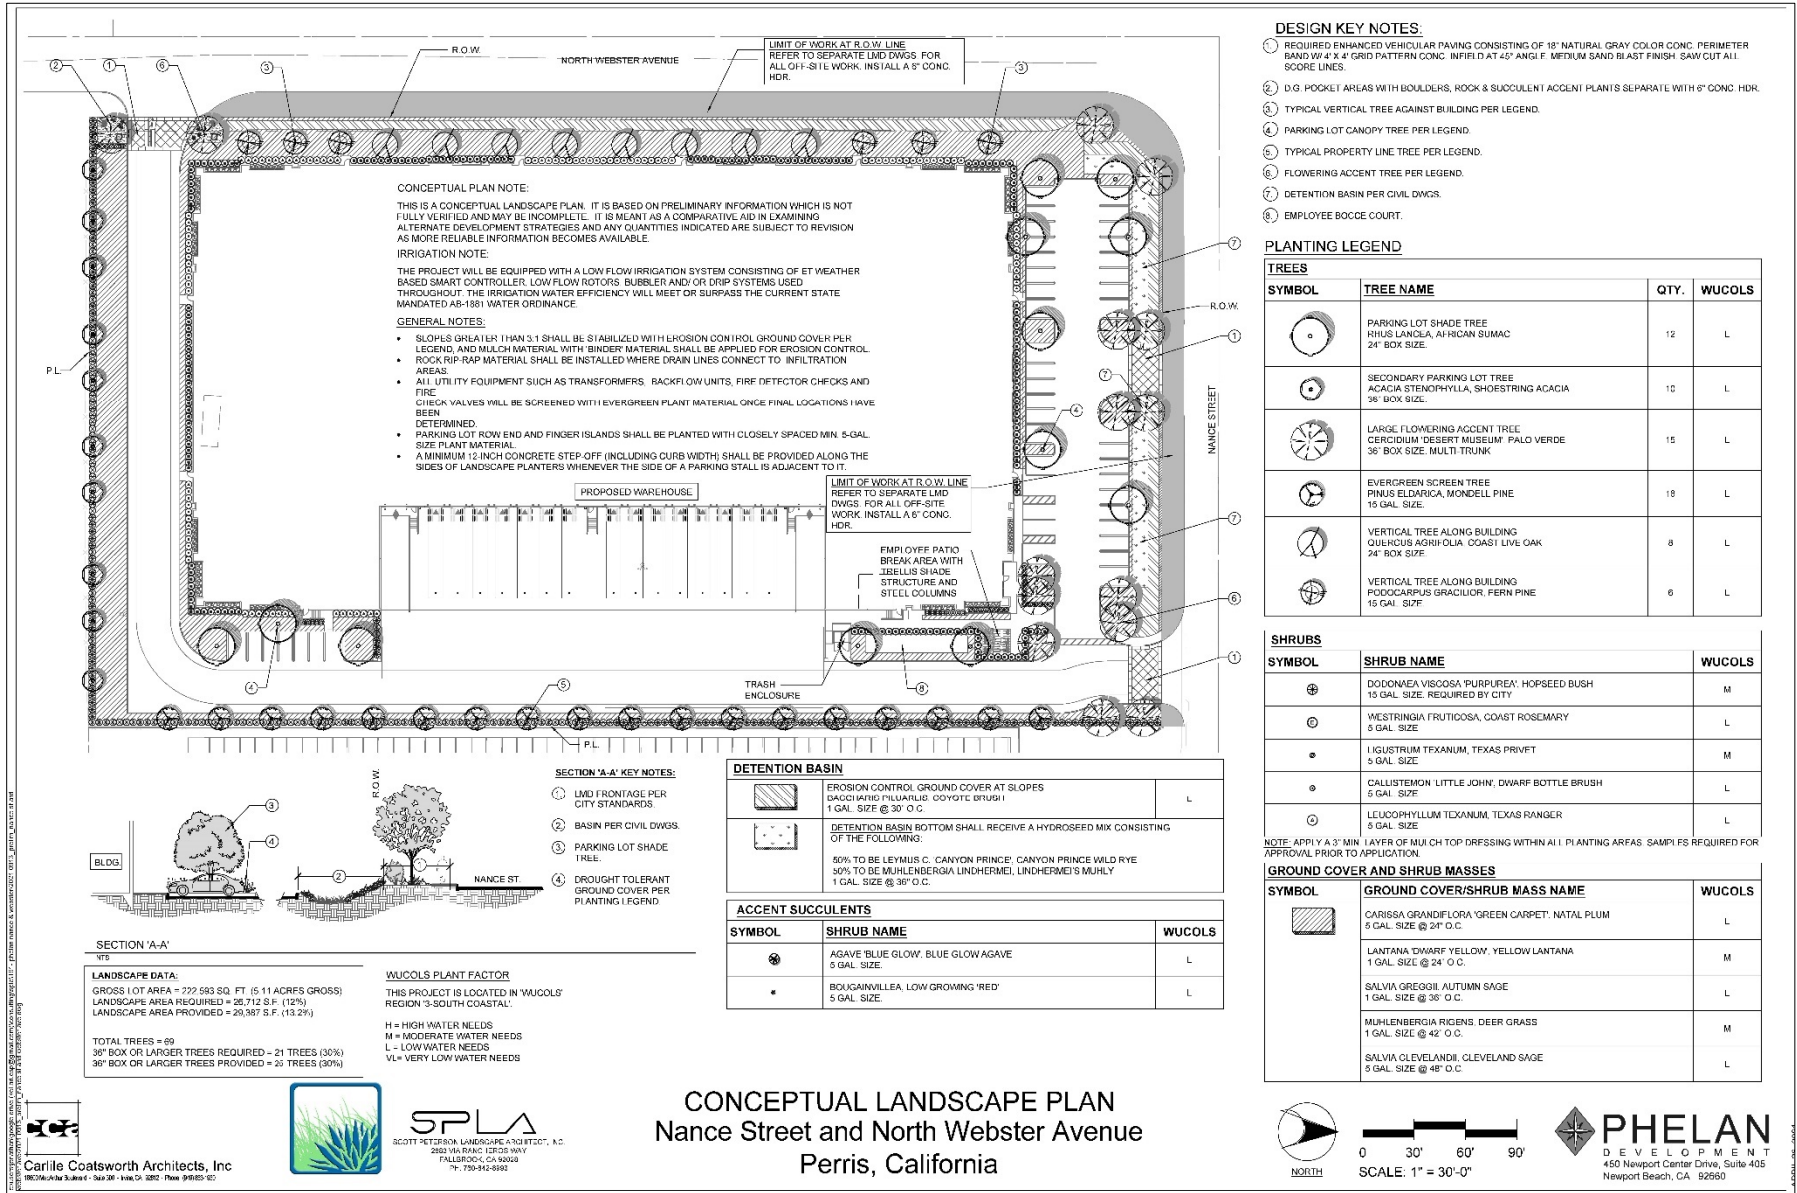 R.O.W.
NORTH WEBSTER AVENUE
LIMIT OF WORK AT R.O.W. LINE
REFER TO SEPARATE LMD DWGS. FOR
ALL OFF-SITE WORK. INSTALL A 6" CONC.
HDR.
2
1
6
3
3
CONCEPTUAL PLAN NOTE:
THIS IS A CONCEPTUAL LANDSCAPE PLAN. IT IS BASED ON PRELIMINARY INFORMATION WHICH IS NOT
FULLY VERIFIED AND MAY BE INCOMPLETE. IT IS MEANT AS A COMPARATIVE AID IN EXAMINING
ALTERNATE DEVELOPMENT STRATEGIES AND ANY QUANTITIES INDICATED ARE SUBJECT TO REVISION
AS MORE RELIABLE INFORMATION BECOMES AVAILABLE.
IRRIGATION NOTE:
THE PROJECT WILL BE EQUIPPED WITH A LOW FLOW IRRIGATION SYSTEM CONSISTING OF ET WEATHER
BASED SMART CONTROLLER, LOW FLOW ROTORS BUBBLER AND/ OR DRIP SYSTEMS USED
THROUGHOUT. THE IRRIGATION WATER EFFICIENCY WILL MEET OR SURPASS THE CURRENT STATE
MANDATED AB-1881 WATER ORDINANCE.
GENERAL NOTES:
• SLOPES GREATER THAN 3:1 SHALL BE STABILIZED WITH EROSION CONTROL GROUND COVER PER
LEGEND, AND MULCH MATERIAL WITH 'BINDER' MATERIAL SHALL BE APPLIED FOR EROSION CONTROL.
• ROCK RIP-RAP MATERIAL SHALL BE INSTALLED WHERE DRAIN LINES CONNECT TO INFILTRATION
AREAS.
• ALL UTILITY EQUIPMENT SUCH AS TRANSFORMERS, BACKFLOW UNITS, FIRE DETECTOR CHECKS AND
FIRE
CHECK VALVES WILL BE SCREENED WITH EVERGREEN PLANT MATERIAL ONCE FINAL LOCATIONS HAVE
BEEN
DETERMINED.
• PARKING LOT ROW END AND FINGER ISLANDS SHALL BE PLANTED WITH CLOSELY SPACED MIN. 5-GAL.
SIZE PLANT MATERIAL.
• A MINIMUM 12-INCH CONCRETE STEP-OFF (INCLUDING CURB WIDTH) SHALL BE PROVIDED ALONG THE
SIDES OF LANDSCAPE PLANTERS WHENEVER THE SIDE OF A PARKING STALL IS ADJACENT TO IT.
PROPOSED WAREHOUSE
LIMIT OF WORK AT R.O.W. LINE
REFER TO SEPARATE LMD
DWGS. FOR ALL OFF-SITE
WORK. INSTALL A 6" CONC.
HDR.
EMPLOYEE PATIO
BREAK AREA WITH
TRELLIS SHADE
STRUCTURE AND
STEEL COLUMNS
P.L.
7
R.O.W.
1
7
4
NANCE STREET
7
6
1
TRASH
ENCLOSURE
4
5
8
P.L.
DESIGN KEY NOTES:
1. REQUIRED ENHANCED VEHICULAR PAVING CONSISTING OF 18" NATURAL GRAY COLOR CONC. PERIMETER
BAND W/ 4' X 4' GRID PATTERN CONC. INFIELD AT 45° ANGLE. MEDIUM SAND BLAST FINISH. SAW CUT ALL
SCORE LINES.
2. D.G. POCKET AREAS WITH BOULDERS, ROCK & SUCCULENT ACCENT PLANTS SEPARATE WITH 6" CONC. HDR.
3. TYPICAL VERTICAL TREE AGAINST BUILDING PER LEGEND.
4. PARKING LOT CANOPY TREE PER LEGEND.
5. TYPICAL PROPERTY LINE TREE PER LEGEND.
6. FLOWERING ACCENT TREE PER LEGEND.
7. DETENTION BASIN PER CIVIL DWGS.
8. EMPLOYEE BOCCE COURT.
PLANTING LEGEND
TREES
SYMBOL TREE NAME QTY. WUCOLS
PARKING LOT SHADE TREE
RHUS LANCEA, AFRICAN SUMAC 12 L
24" BOX SIZE.
SECONDARY PARKING LOT TREE
ACACIA STENOPHYLLA, SHOESTRING ACACIA 10 L
36" BOX SIZE.
LARGE FLOWERING ACCENT TREE
CERCIDIUM 'DESERT MUSEUM' PALO VERDE 15 L
36" BOX SIZE. MULTI-TRUNK
EVERGREEN SCREEN TREE
PINUS ELDARICA, MONDELL PINE 18 L
15 GAL. SIZE.
VERTICAL TREE ALONG BUILDING
QUERCUS AGRIFOLIA. COAST LIVE OAK 8 L
24" BOX SIZE.
VERTICAL TREE ALONG BUILDING
PODOCARPUS GRACILIOR, FERN PINE 6 L
15 GAL. SIZE.
SHRUBS
SYMBOL SHRUB NAME WUCOLS
DODONAEA VISCOSA 'PURPUREA'. HOPSEED BUSH M
15 GAL. SIZE. REQUIRED BY CITY
WESTRINGIA FRUTICOSA, COAST ROSEMARY L
5 GAL. SIZE
LIGUSTRUM TEXANUM, TEXAS PRIVET M
5 GAL. SIZE
CALLISTEMON 'LITTLE JOHN', DWARF BOTTLE BRUSH L
5 GAL. SIZE
LEUCOPHYLLUM TEXANUM, TEXAS RANGER L
5 GAL. SIZE
NOTE: APPLY A 3" MIN. LAYER OF MULCH TOP DRESSING WITHIN ALL PLANTING AREAS. SAMPLES REQUIRED FOR
APPROVAL PRIOR TO APPLICATION.
GROUND COVER AND SHRUB MASSES
SYMBOL GROUND COVER/SHRUB MASS NAME WUCOLS
CARISSA GRANDIFLORA 'GREEN CARPET'. NATAL PLUM L
5 GAL. SIZE @ 24" O.C.
LANTANA 'DWARF YELLOW', YELLOW LANTANA M
1 GAL. SIZE @ 24" O.C.
SALVIA GREGGII, AUTUMN SAGE L
1 GAL. SIZE @ 36" O.C.
MUHLENBERGIA RIGENS, DEER GRASS M
1 GAL. SIZE @ 42" O.C.
SALVIA CLEVELANDII, CLEVELAND SAGE L
5 GAL. SIZE @ 48" O.C.
DETENTION BASIN
EROSION CONTROL GROUND COVER AT SLOPES
BACCHARIS PILULARIS, COYOTE BRUSH L
1 GAL. SIZE @ 30" O.C.
DETENTION BASIN BOTTOM SHALL RECEIVE A HYDROSEED MIX CONSISTING
OF THE FOLLOWING:
50% TO BE LEYMUS C. 'CANYON PRINCE', CANYON PRINCE WILD RYE
50% TO BE MUHLENBERGIA LINDHERMEI, LINDHERMEI'S MUHLY
1 GAL. SIZE @ 36" O.C.
ACCENT SUCCULENTS
SYMBOL SHRUB NAME WUCOLS
AGAVE 'BLUE GLOW', BLUE GLOW AGAVE L
5 GAL. SIZE.
BOUGAINVILLEA, LOW GROWING 'RED' L
5 GAL. SIZE.
SECTION 'A-A' KEY NOTES:
1. LMD FRONTAGE PER
CITY STANDARDS.
2. BASIN PER CIVIL DWGS.
3. PARKING LOT SHADE
TREE.
4. DROUGHT TOLERANT
GROUND COVER PER
PLANTING LEGEND.
R.O.W.
3
4
BLDG.
2
1
NANCE ST.
SECTION 'A-A'
NTS
LANDSCAPE DATA:
GROSS LOT AREA = 222,593 SQ. FT. (5.11 ACRES GROSS)
LANDSCAPE AREA REQUIRED = 26,712 S.F. (12%)
LANDSCAPE AREA PROVIDED = 29,387 S.F. (13.2%)
TOTAL TREES = 69
36" BOX OR LARGER TREES REQUIRED = 21 TREES (30%)
36" BOX OR LARGER TREES PROVIDED = 25 TREES (30%)
WUCOLS PLANT FACTOR
THIS PROJECT IS LOCATED IN 'WUCOLS'
REGION '3-SOUTH COASTAL'.
H = HIGH WATER NEEDS
M = MODERATE WATER NEEDS
L = LOW WATER NEEDS
VL= VERY LOW WATER NEEDS
Carlile Coatsworth Architects, Inc
SPLA
SCOTT PETERSON LANDSCAPE ARCHITECT, INC.
FALLBROOK, CA 92028
CONCEPTUAL LANDSCAPE PLAN
Nance Street and North Webster Avenue
Perris, California
NORTH
0 30' 60' 90'
SCALE: 1" = 30'-0"
PHELAN
DEVELOPMENT
450 Newport Center Drive, Suite 405
Newport Beach, CA 92660